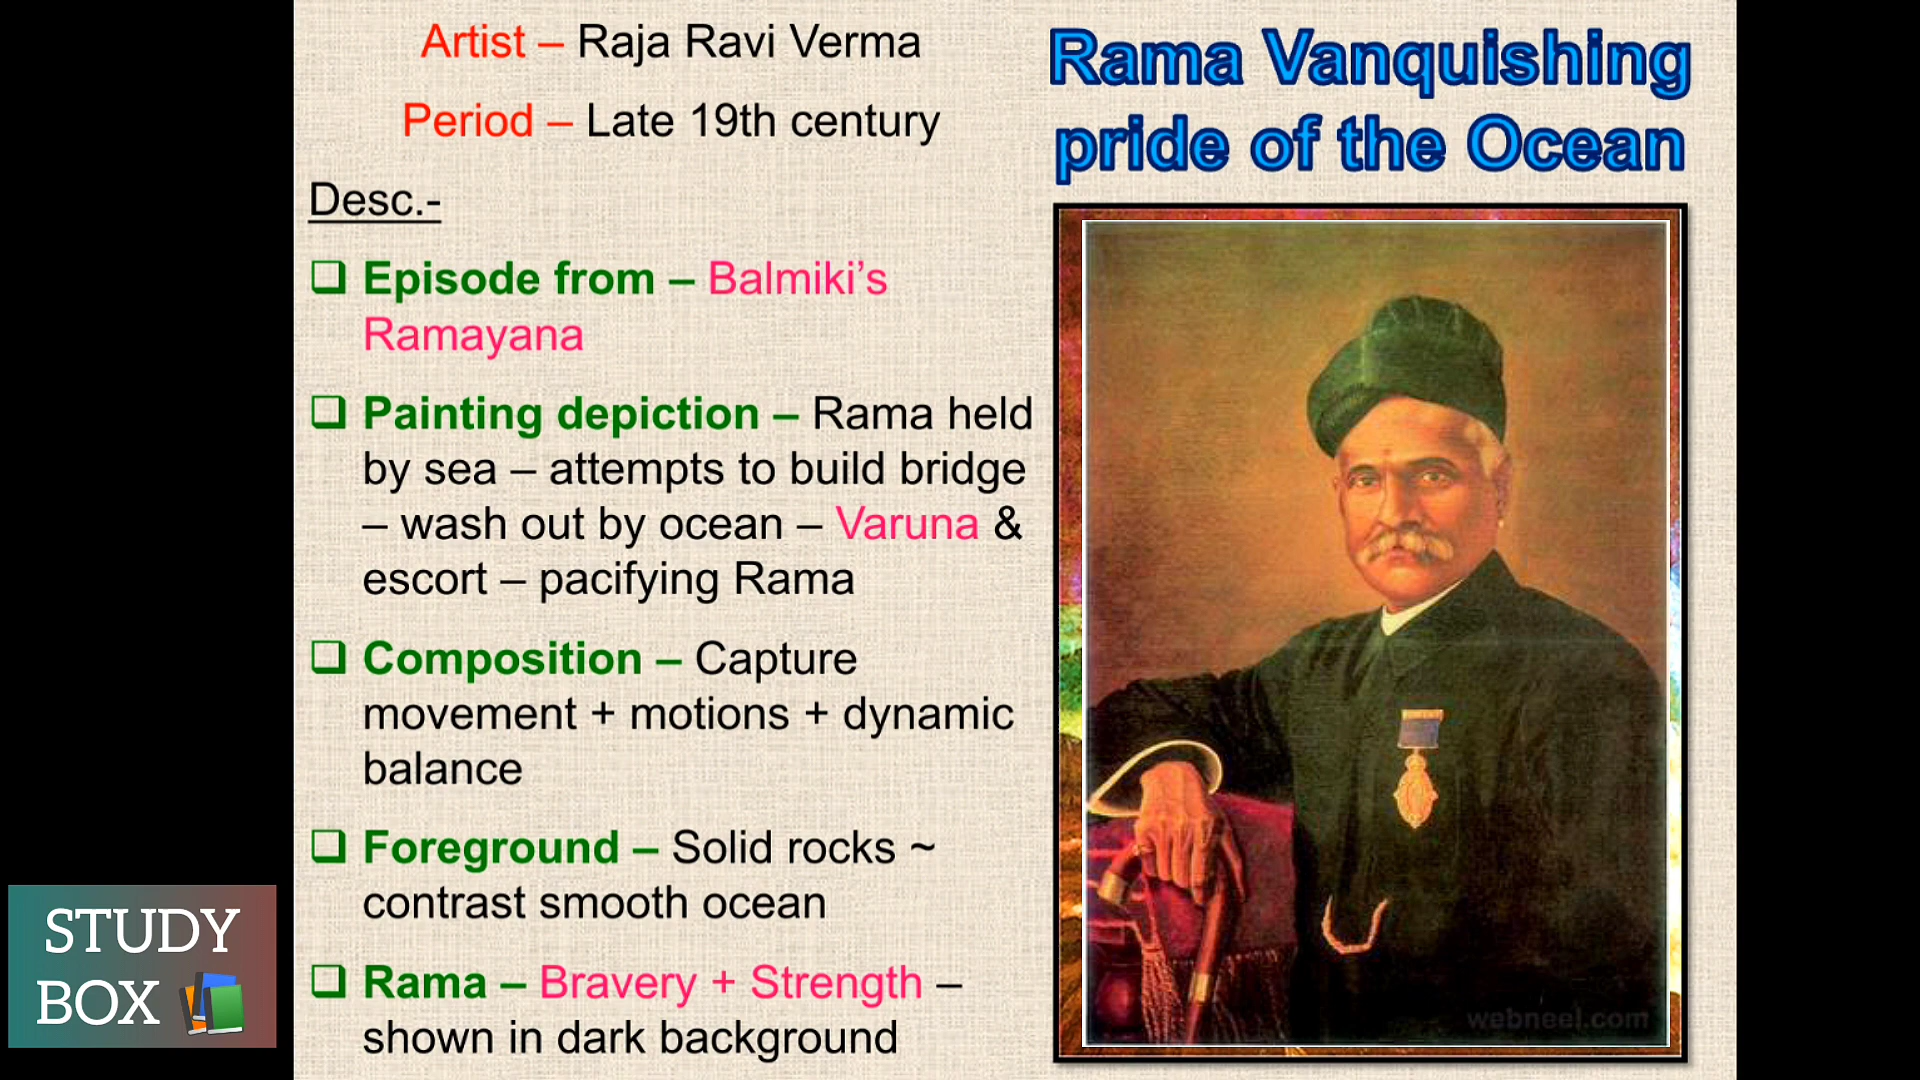 Artist – Raja Ravi Verma
Period – Late 19th century
Desc.-
Episode from – Balmiki’s
Ramayana
Painting depiction – Rama held
by sea – attempts to build bridge
– wash out by ocean – Varuna &
escort – pacifying Rama
Composition – Capture
movement + motions + dynamic
balance
Foreground – Solid rocks ~
contrast smooth ocean
Rama – Bravery + Strength –
shown in dark background
Rama Vanquishing
pride of the Ocean
webneel.com
STUDY
BOX